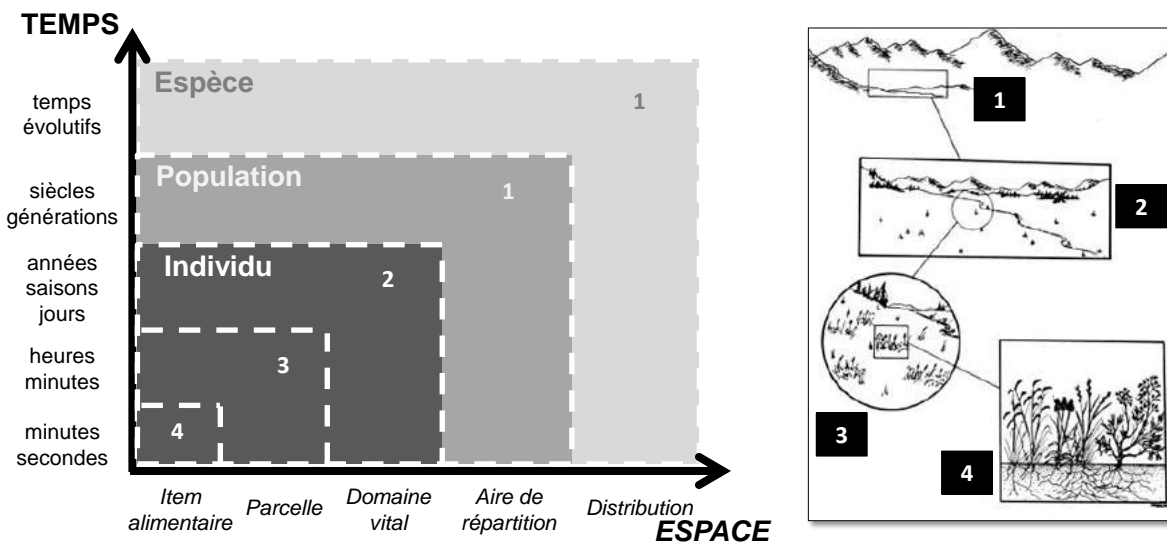 TEMPS
Espèce
1
temps
évolutifs
Population
1
siècles
générations
Individu
2
années
saisons
jours
3
heures
minutes
4
minutes
secondes
Item
alimentaire
Parcelle
Domaine
vital
Aire de
répartition
Distribution
ESPACE
1
2
3
4